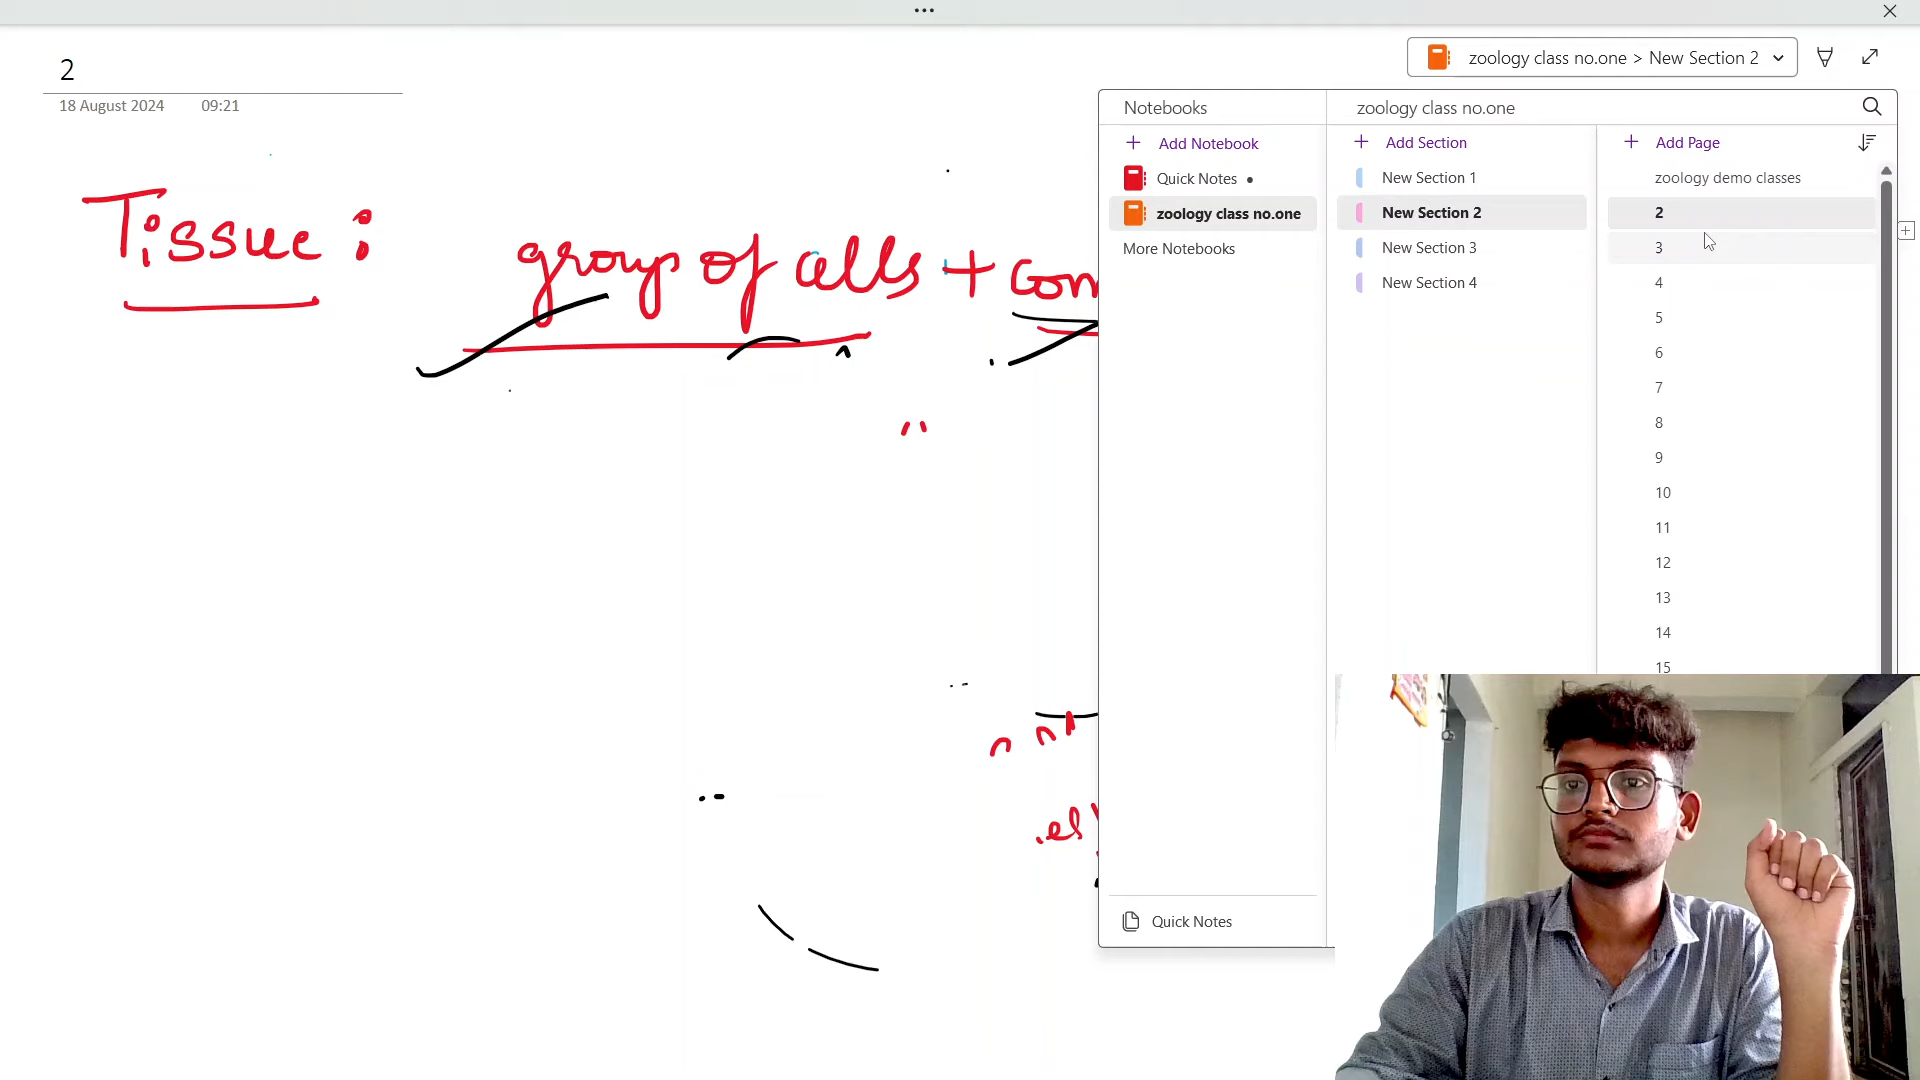 2
18 August 2024 09:21
zoology class no.one > New Section 2
Notebooks
Add Notebook
Quick Notes
zoology class no.one
More Notebooks
Quick Notes
zoology class no.one
Add Section
New Section 1
New Section 2
New Section 3
New Section 4
Add Page
zoology demo classes
2
3
4
5
6
7
8
9
10
11
12
13
14
15
Tissue :
group of cells + com